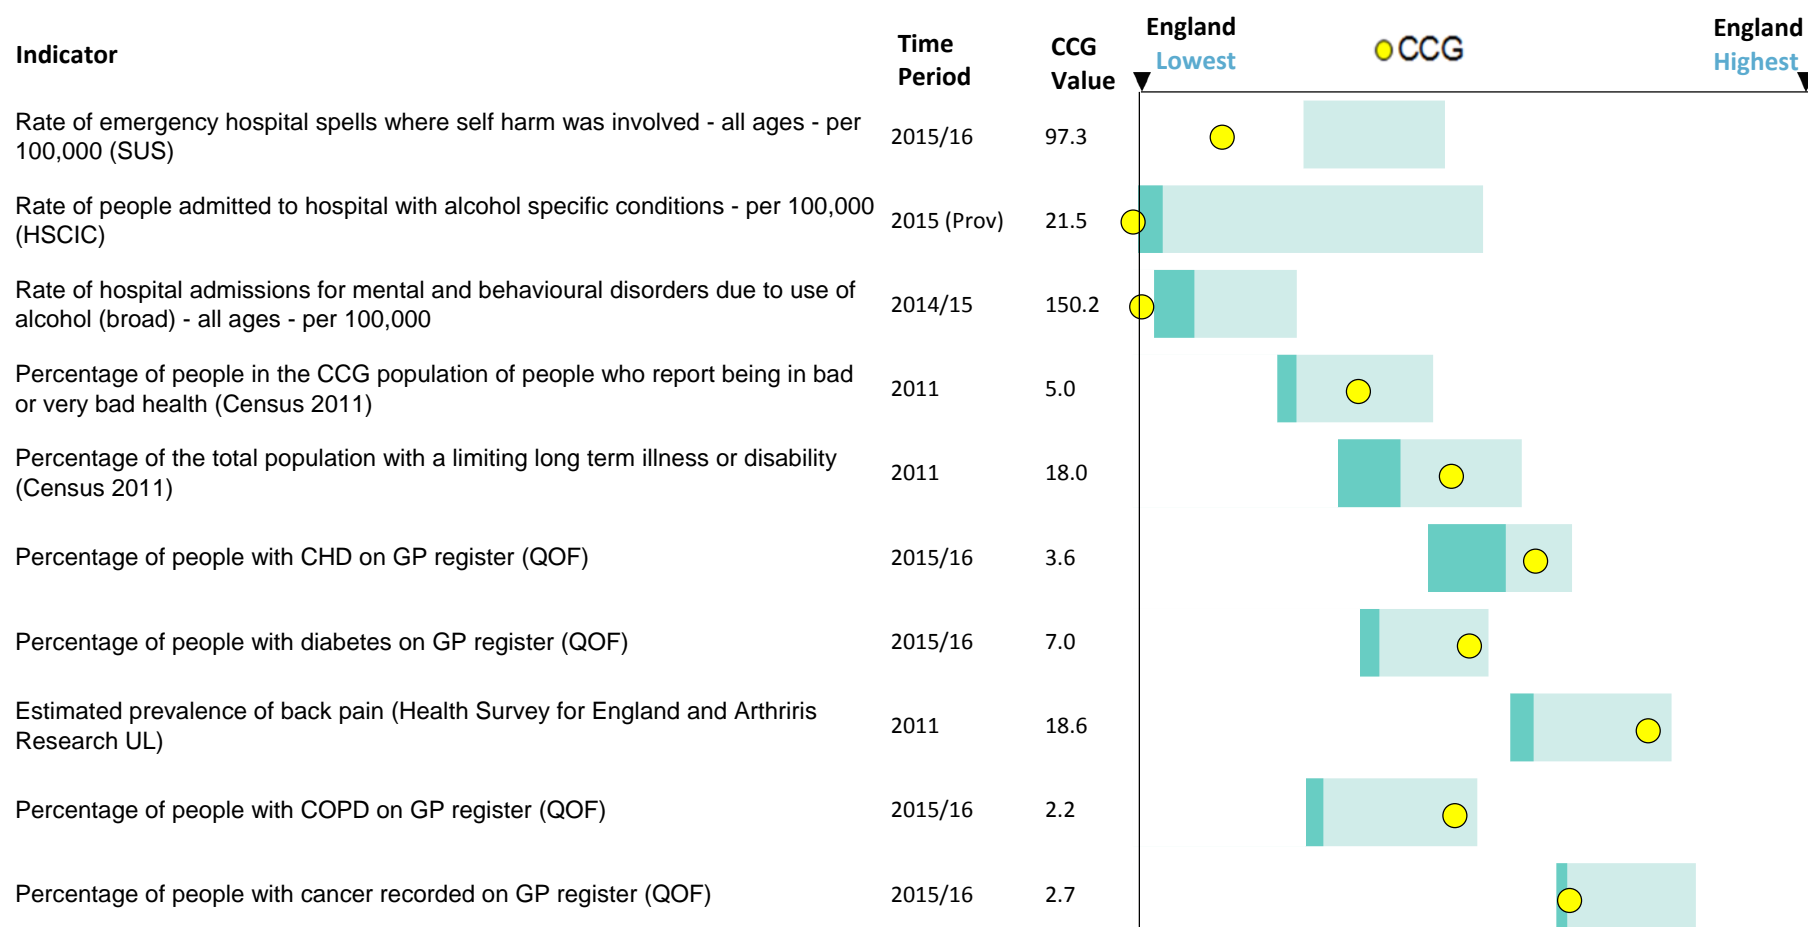 Indicator
Time
Period
CCG
Value
England
Lowest
CCG
England
Highest
Rate of emergency hospital spells where self harm was involved - all ages - per
100,000 (SUS)
2015/16
97.3
Rate of people admitted to hospital with alcohol specific conditions - per 100,000
(HSCIC)
2015 (Prov)
21.5
Rate of hospital admissions for mental and behavioural disorders due to use of
alcohol (broad) - all ages - per 100,000
2014/15
150.2
Percentage of people in the CCG population of people who report being in bad
or very bad health (Census 2011)
2011
5.0
Percentage of the total population with a limiting long term illness or disability
(Census 2011)
2011
18.0
Percentage of people with CHD on GP register (QOF)
2015/16
3.6
Percentage of people with diabetes on GP register (QOF)
2015/16
7.0
Estimated prevalence of back pain (Health Survey for England and Arthriris
Research UL)
2011
18.6
Percentage of people with COPD on GP register (QOF)
2015/16
2.2
Percentage of people with cancer recorded on GP register (QOF)
2015/16
2.7